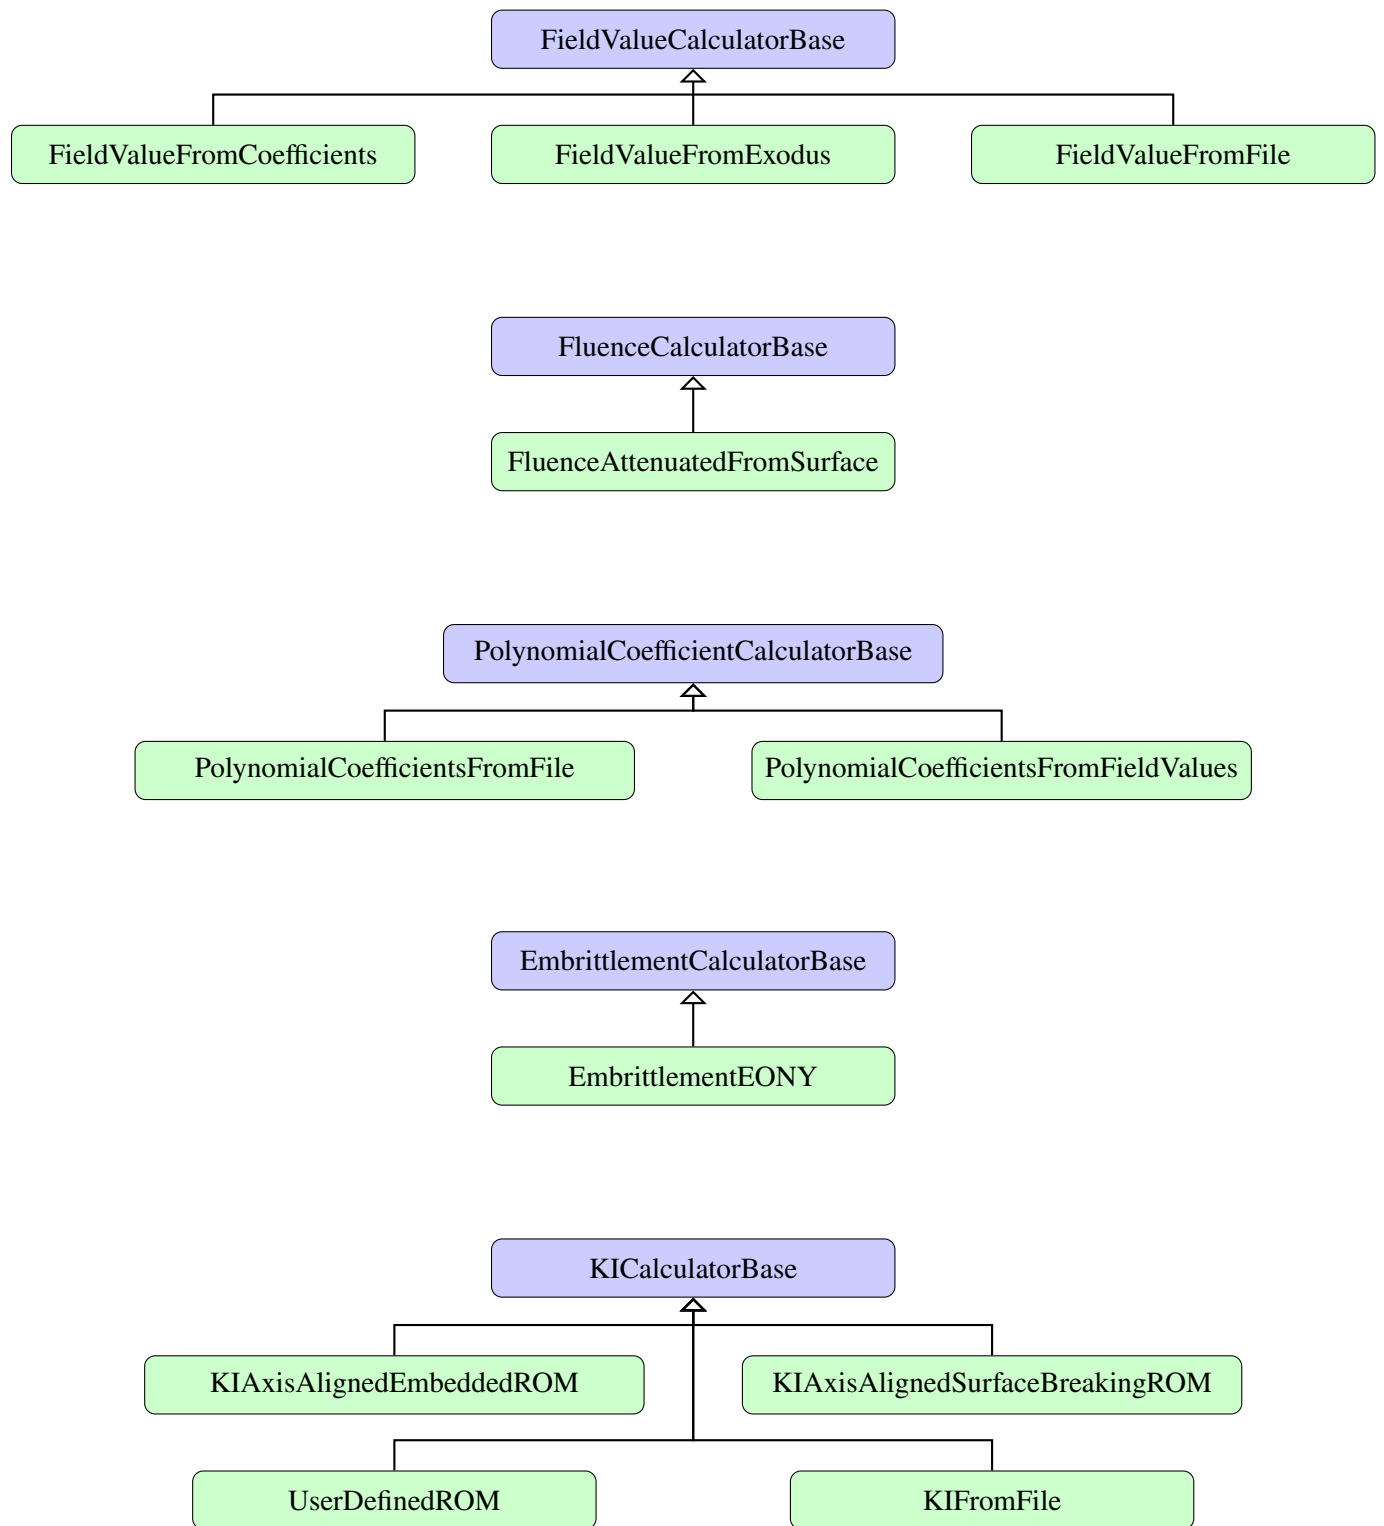 FieldValueCalculatorBase
FieldValueFromCoefficients
FieldValueFromExodus
FieldValueFromFile
FluenceCalculatorBase
FluenceAttenuatedFromSurface
PolynomialCoefficientCalculatorBase
PolynomialCoefficientsFromFile
PolynomialCoefficientsFromFieldValues
EmbrittlementCalculatorBase
EmbrittlementEONY
KICalculatorBase
KIAxisAlignedEmbeddedROM
KIAxisAlignedSurfaceBreakingROM
UserDefinedROM
KIFromFile